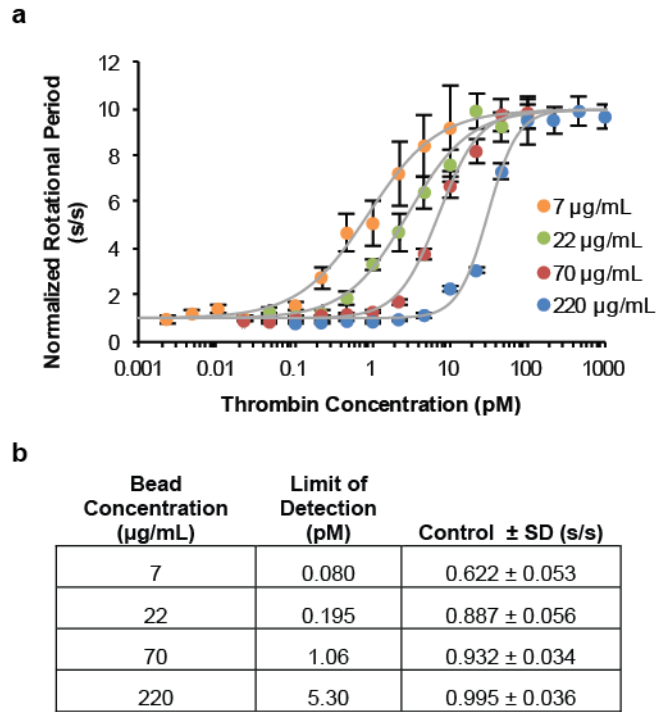 a
Normalized Rotational Period
(s/s)
12
10
8
6
4
2
0
0.001
0.01
0.1
1
10
100
1000
Thrombin Concentration (pM)
7 µg/mL
22 µg/mL
70 µg/mL
220 µg/mL
b
Bead
Concentration
(µg/mL)
Limit of
Detection
(pM)
Control ± SD (s/s)
7 0.080 0.622 ± 0.053
22 0.195 0.887 ± 0.056
70 1.06 0.932 ± 0.034
220 5.30 0.995 ± 0.036